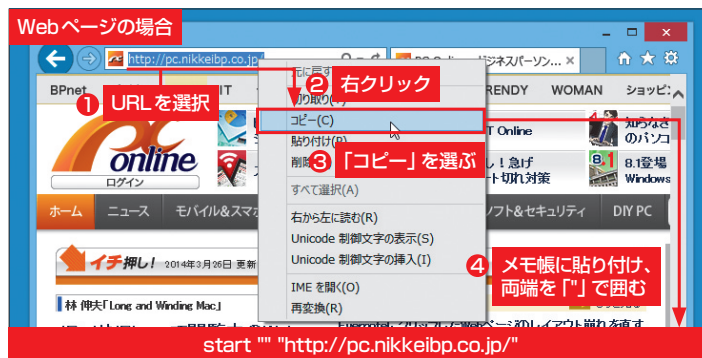 Webページの場合
http://pc.nikkeibp.co.jp/
PC Online - ビジネスパーソン...
元に戻す
② 右クリック
BPnet
IT
TRENDY WOMAN ショッピ
① URLを選択
切り取り
コピー(C)
貼り付け(P)
削除
③ 「コピー」を選ぶ
online
ログイン
T Online
知らなき
のパソコ
し！急げ
ート切れ対策
8.1登場
Windows
すべて選択(A)
ホーム ニュース モバイル&スマ
ソフト&セキュリティ DIY PC
右から左に読む(R)
Unicode 制御文字の表示(S)
Unicode 制御文字の挿入(I)
イチ押し! 2014年3月26日 更新
IME を開く(O)
再変換(R)
④ メモ帳に貼り付け、
両端を「"」で囲む
林 伸夫「Long and Winding Mac」
start "" "http://pc.nikkeibp.co.jp/"